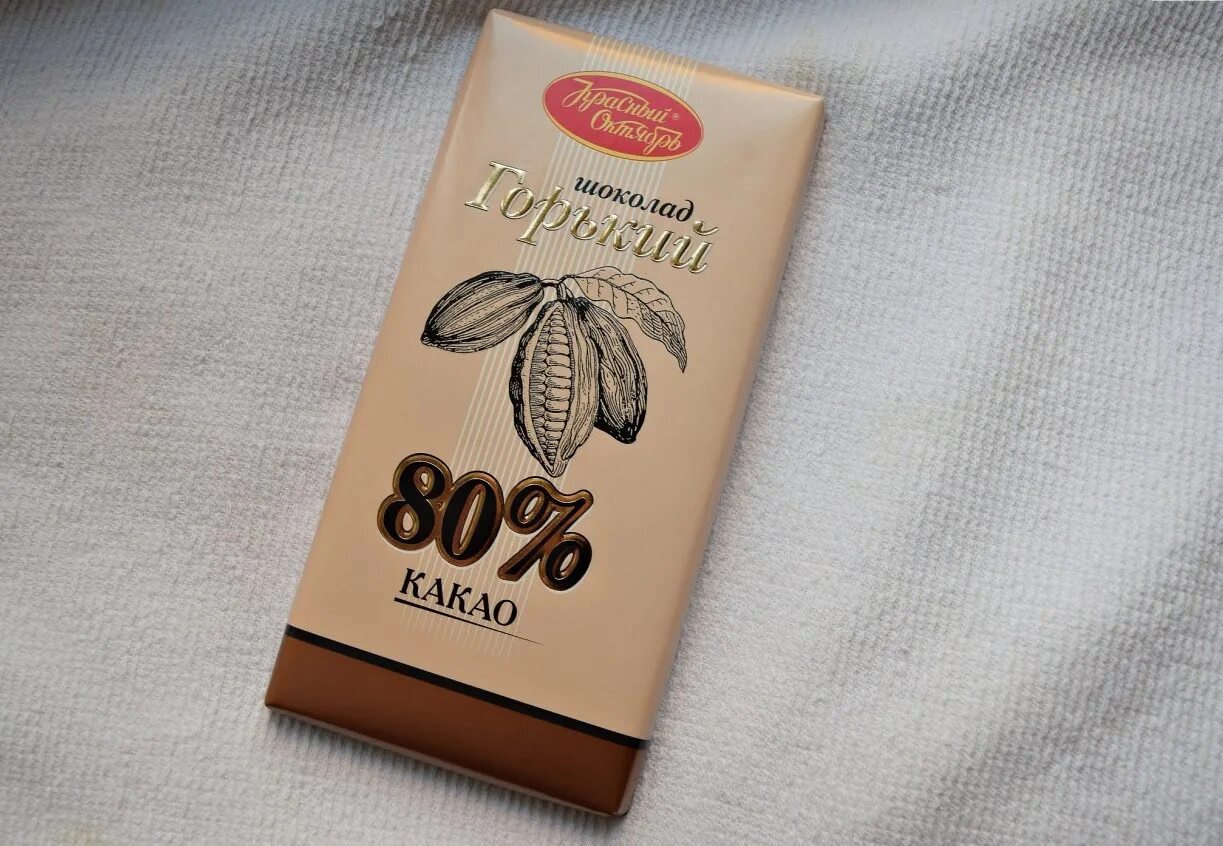 Красный®
Октябрь
шоколад
Горький
80%
КАКАО